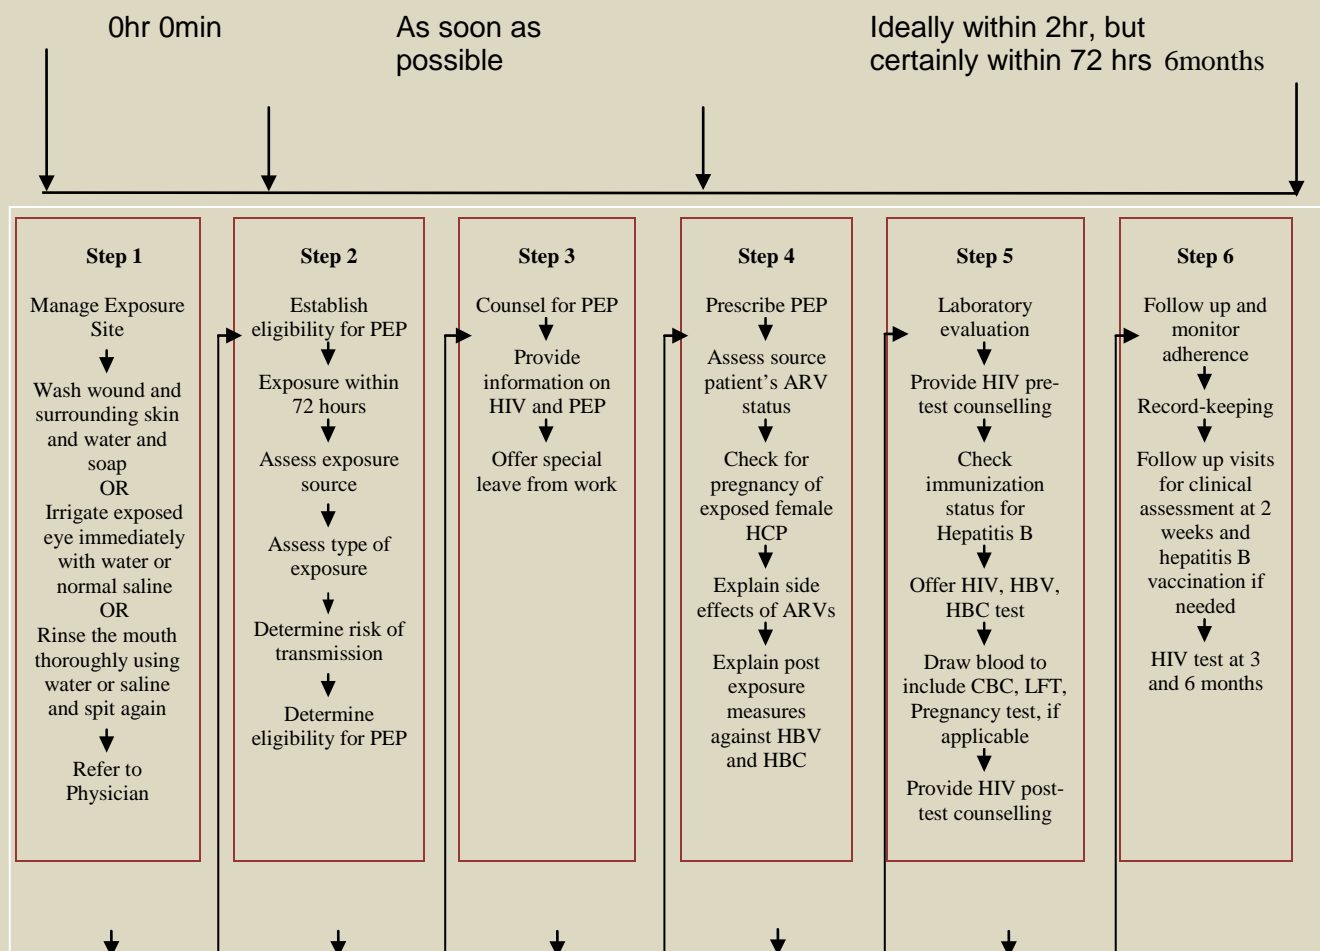 0hr 0min
As soon as
possible
Ideally within 2hr, but
certainly within 72 hrs 6months
Step 1
Manage Exposure
Site
Wash wound and
surrounding skin
and water and
soap
OR
Irrigate exposed
eye immediately
with water or
normal saline
OR
Rinse the mouth
thoroughly using
water or saline
and spit again
Refer to
Physician
Step 2
Establish
eligibility for PEP
Exposure within
72 hours
Assess exposure
source
Assess type of
exposure
Determine risk of
transmission
Determine
eligibility for PEP
Step 3
Counsel for PEP
Provide
information on
HIV and PEP
Offer special
leave from work
Step 4
Prescribe PEP
Assess source
patient’s ARV
status
Check for
pregnancy of
exposed female
HCP
Explain side
effects of ARVs
Explain post
exposure
measures
against HBV
and HBC
Step 5
Laboratory
evaluation
Provide HIV pre-
test counselling
Check
immunization
status for
Hepatitis B
Offer HIV, HBV,
HBC test
Draw blood to
include CBC, LFT,
Pregnancy test, if
applicable
Provide HIV post-
test counselling
Step 6
Follow up and
monitor
adherence
Record-keeping
Follow up visits
for clinical
assessment at 2
weeks and
hepatitis B
vaccination if
needed
HIV test at 3
and 6 months